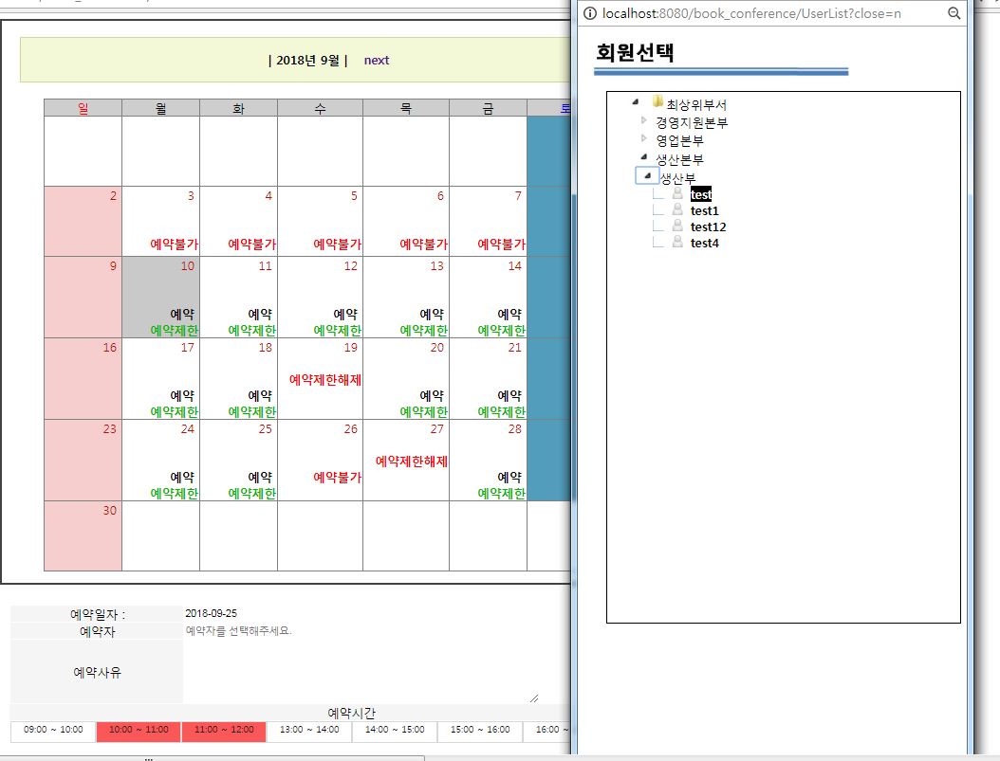 | 2018년 9월 | next
일 월 화 수 목 금 토
2 3 4 5 6 7
예약불가 예약불가 예약불가 예약불가 예약불가
9 10 11 12 13 14
예약 예약 예약 예약 예약
예약제한 예약제한 예약제한 예약제한 예약제한
16 17 18 19 20 21
예약제한해제
예약 예약 예약 예약
예약제한 예약제한 예약제한 예약제한
23 24 25 26 27 28
예약제한해제
예약 예약 예약불가 예약
예약제한 예약제한 예약제한
30
예약일자 : 2018-09-25
예약자 예약자를 선택해주세요.
예약사유
예약시간
09:00 ~ 10:00 10:00 ~ 11:00 11:00 ~ 12:00 13:00 ~ 14:00 14:00 ~ 15:00 15:00 ~ 16:00 16:00 ~
localhost:8080/book_conference/UserList?close=n
회원선택
최상위부서
경영지원본부
영업본부
생산본부
생산부
test
test1
test12
test4